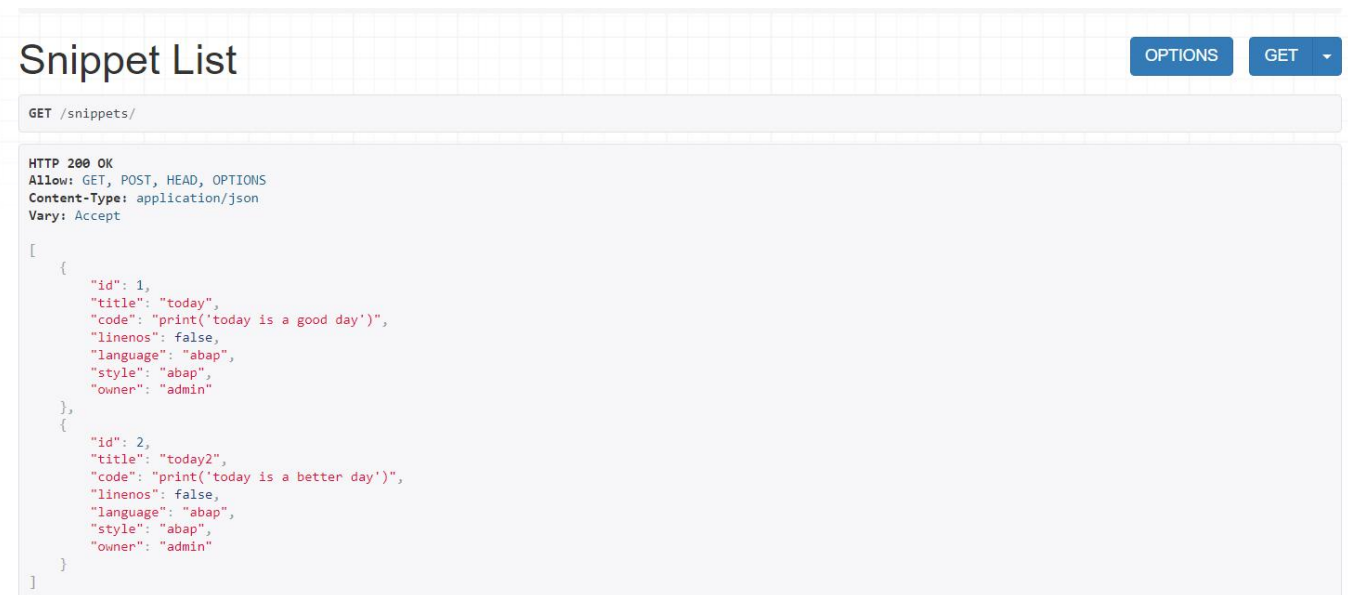 Snippet List
OPTIONS
GET
GET /snippets/
HTTP 200 OK
Allow: GET, POST, HEAD, OPTIONS
Content-Type: application/json
Vary: Accept
[
    {
        "id": 1,
        "title": "today",
        "code": "print('today is a good day')",
        "linenos": false,
        "language": "abap",
        "style": "abap",
        "owner": "admin"
    },
    {
        "id": 2,
        "title": "today2",
        "code": "print('today is a better day')",
        "linenos": false,
        "language": "abap",
        "style": "abap",
        "owner": "admin"
    }
]